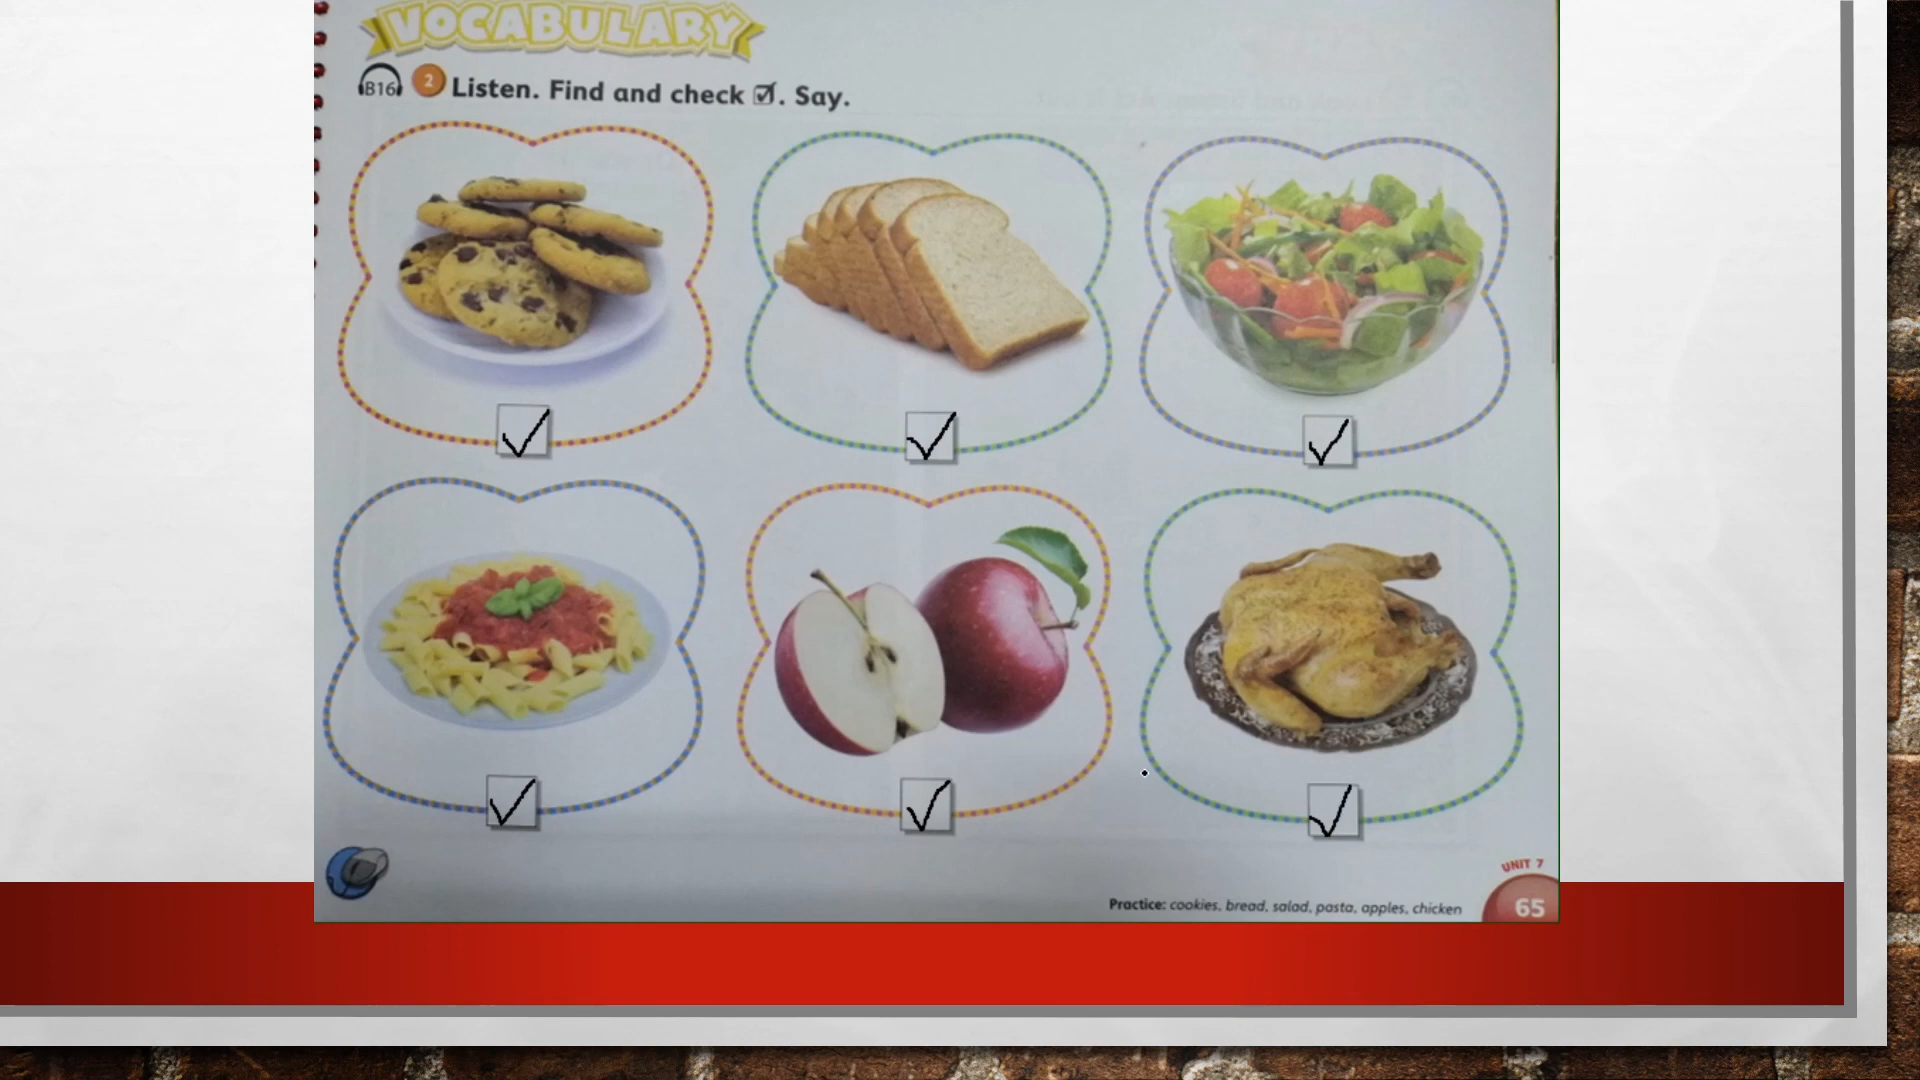 VOCABULARY
B16 2 Listen. Find and check ☑. Say.
UNIT 7
Practice: cookies, bread, salad, pasta, apples, chicken
65